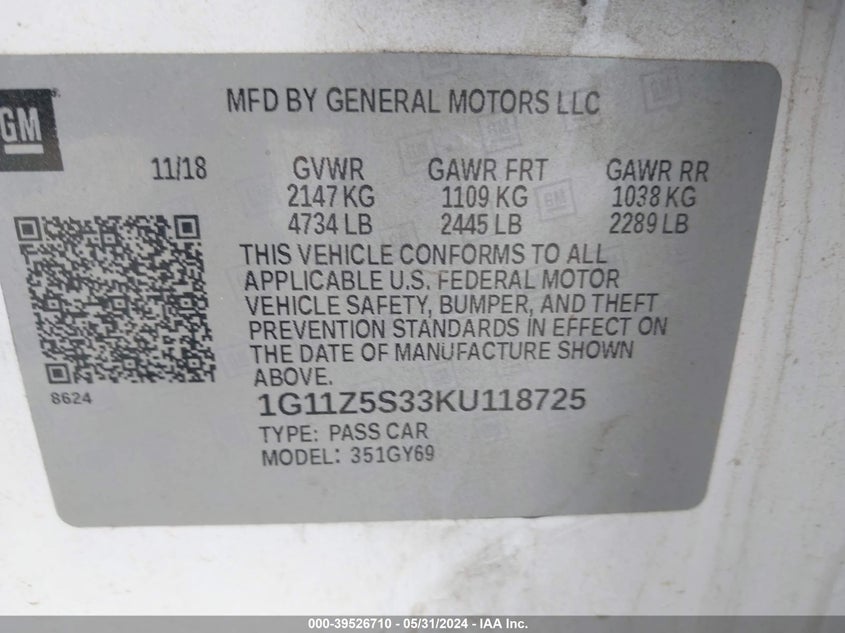 GM
MFD BY GENERAL MOTORS LLC
11/18 GVWR GAWR FRT GAWR RR
2147 KG 1109 KG 1038 KG
4734 LB 2445 LB 2289 LB
THIS VEHICLE CONFORMS TO ALL
APPLICABLE U.S. FEDERAL MOTOR
VEHICLE SAFETY, BUMPER, AND THEFT
PREVENTION STANDARDS IN EFFECT ON
THE DATE OF MANUFACTURE SHOWN
ABOVE.
8624
1G11Z5S33KU118725
TYPE: PASS CAR
MODEL: 351GY69
000-39526710 - 05/31/2024 - IAA Inc.